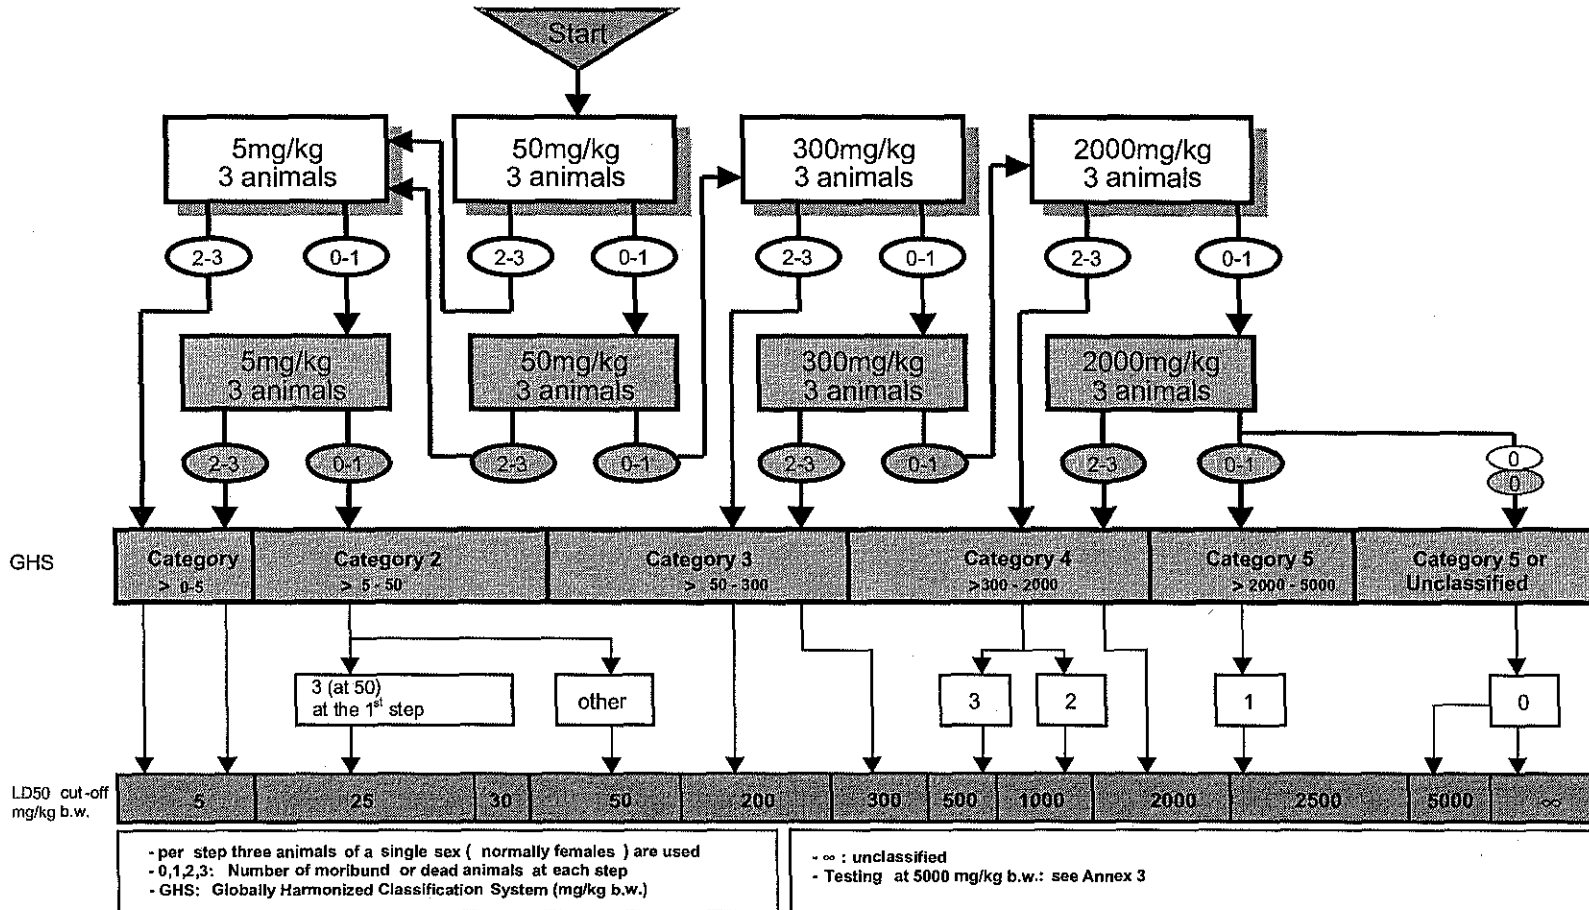 Start
5mg/kg
3 animals
50mg/kg
3 animals
300mg/kg
3 animals
2000mg/kg
3 animals
2-3
0-1
2-3
0-1
2-3
0-1
2-3
0-1
5mg/kg
3 animals
50mg/kg
3 animals
300mg/kg
3 animals
2000mg/kg
3 animals
2-3
0-1
2-3
0-1
2-3
0-1
2-3
0-1
0
0
GHS
Category
> 0-5
Category 2
> 5 - 50
Category 3
> 50 - 300
Category 4
>300 - 2000
Category 5
> 2000 - 5000
Category 5 or
Unclassified
3 (at 50)
at the 1st step
other
3
2
1
0
LD50 cut-off
mg/kg b.w.
5
25
30
50
200
300
500
1000
2000
2500
5000
∞
- per step three animals of a single sex ( normally females ) are used
- 0,1,2,3: Number of moribund or dead animals at each step
- GHS: Globally Harmonized Classification System (mg/kg b.w.)
- ∞ : unclassified
- Testing at 5000 mg/kg b.w.: see Annex 3